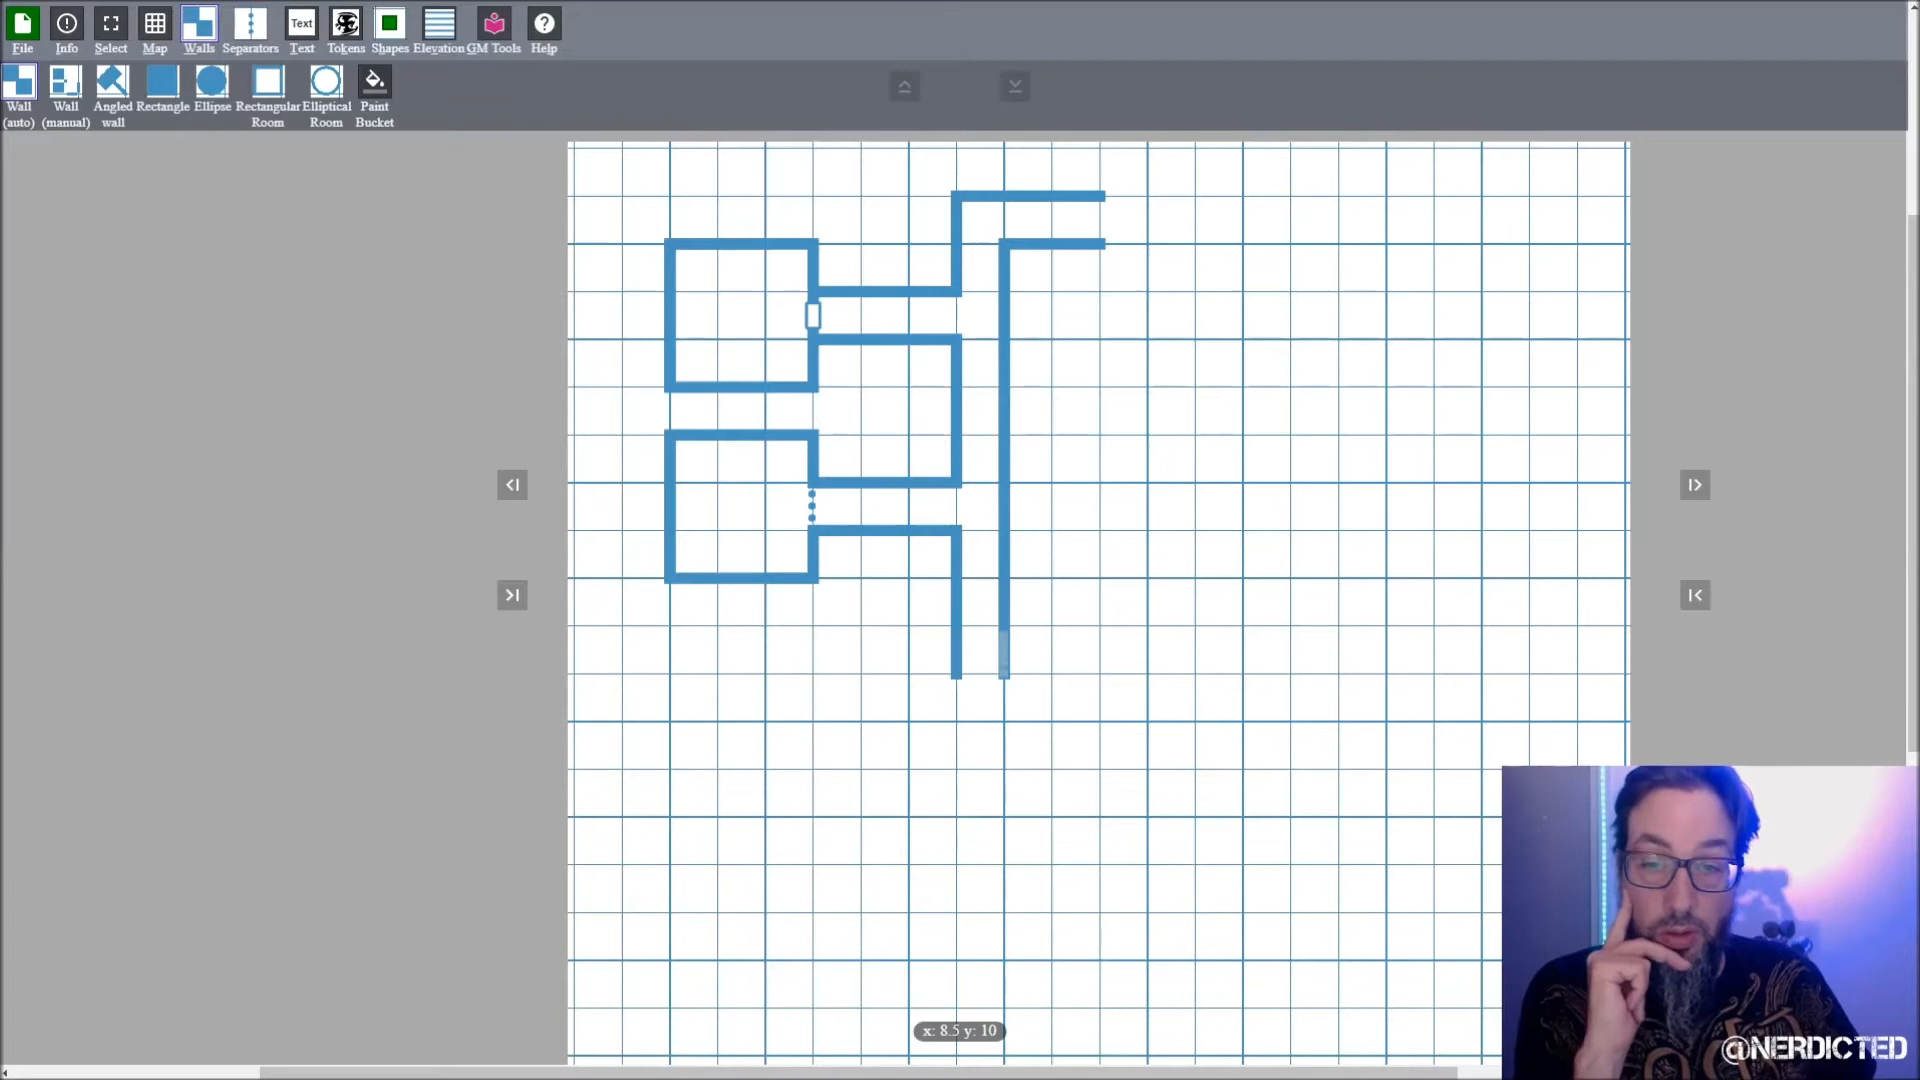 File Info Select Map Walls Separators Text Text Tokens Shapes Elevation GM Tools ? Help
Wall (auto)
Wall (manual)
Angled wall
Rectangle
Ellipse
Rectangular Room
Elliptical Room
Paint Bucket
x: 8.5 y: 10
@NERDICTED